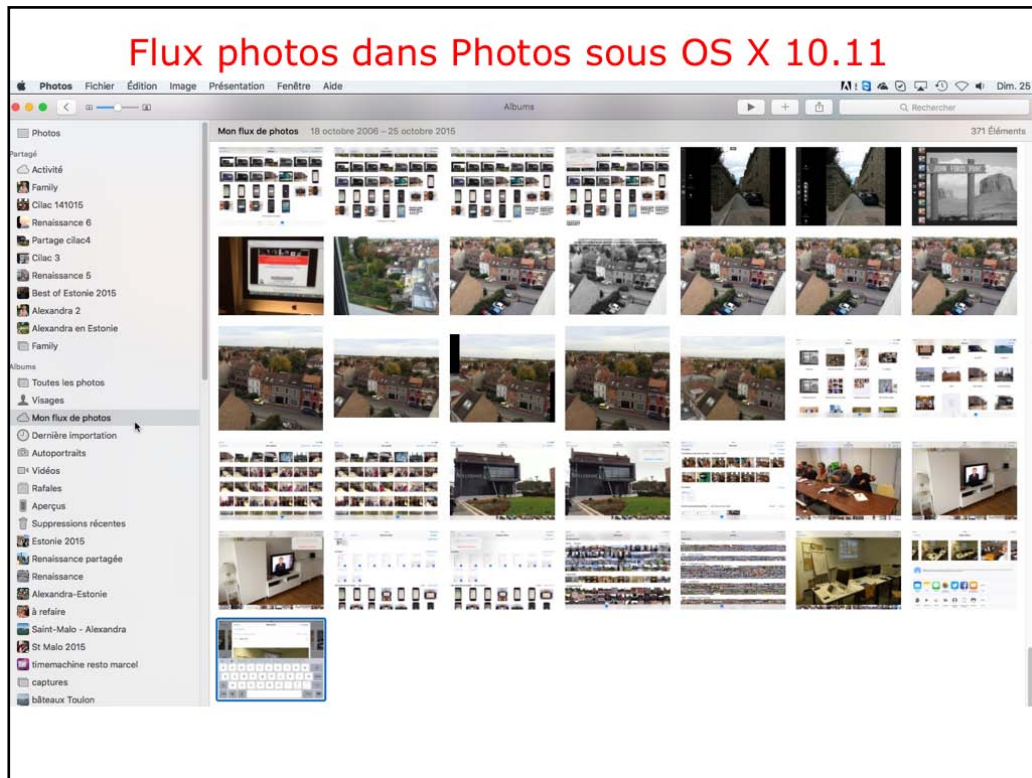 Flux photos dans Photos sous OS X 10.11
Photos Fichier Édition Image Présentation Fenêtre Aide Dim. 25
Albums Rechercher
Photos
Mon flux de photos 18 octobre 2006 – 25 octobre 2015 371 Éléments
Partagé
Activité
Family
Cilac 141015
Renaissance 6
Partage cilac4
Cilac 3
Renaissance 5
Best of Estonie 2015
Alexandra 2
Alexandra en Estonie
Family
Albums
Toutes les photos
Visages
Mon flux de photos
Dernière importation
Autoportraits
Vidéos
Rafales
Aperçus
Suppressions récentes
Estonie 2015
Renaissance partagée
Renaissance
Alexandra-Estonie
à refaire
Saint-Malo - Alexandra
St Malo 2015
timemachine resto marcel
captures
bâteaux Toulon
JOHN FORDS POINT